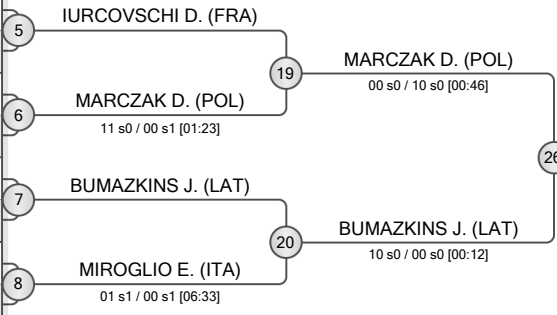 IURCOVSCHI D. (FRA)
5
19
MARCZAK D. (POL)
00 s0 / 10 s0 [00:46]
MARCZAK D. (POL)
6
11 s0 / 00 s1 [01:23]
26
BUMAZKINS J. (LAT)
7
20
BUMAZKINS J. (LAT)
10 s0 / 00 s0 [00:12]
MIROGLIO E. (ITA)
8
01 s1 / 00 s1 [06:33]